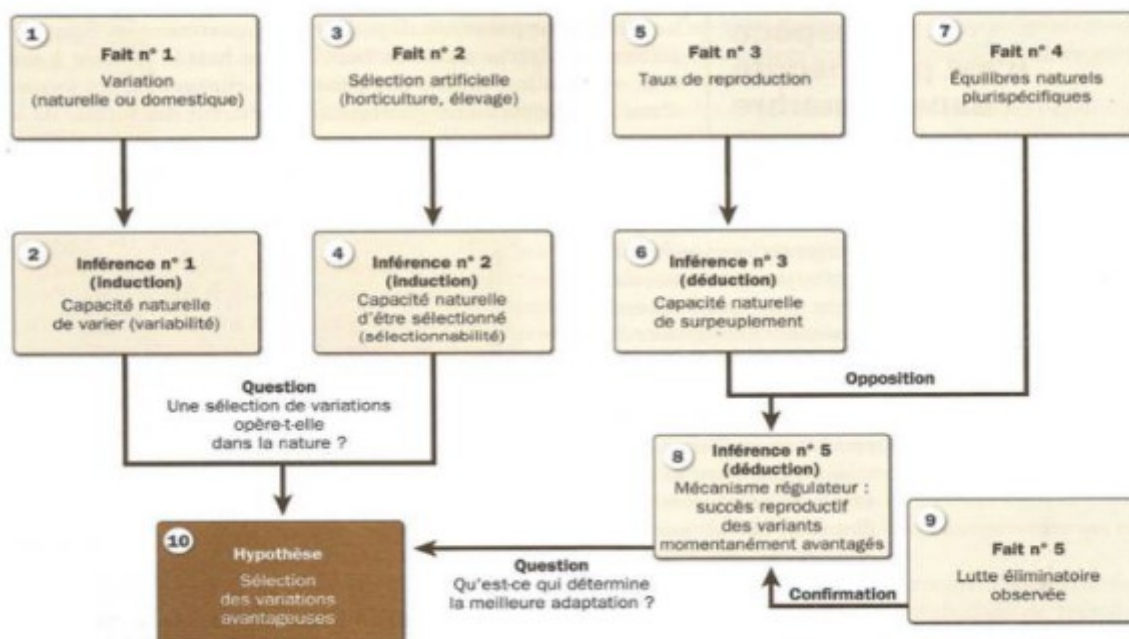 1
Fait n° 1
Variation
(naturelle ou domestique)
3
Fait n° 2
Sélection artificielle
(horticulture, élevage)
5
Fait n° 3
Taux de reproduction
7
Fait n° 4
Équilibres naturels
plurispécifiques
2
Inférence n° 1
(induction)
Capacité naturelle
de varier (variabilité)
4
Inférence n° 2
(induction)
Capacité naturelle
d'être sélectionné
(sélectionnabilité)
6
Inférence n° 3
(déduction)
Capacité naturelle
de surpeuplement
Opposition
Question
Une sélection de variations
opère-t-elle
dans la nature ?
8
Inférence n° 5
(déduction)
Mécanisme régulateur :
succès reproductif
des variants
momentanément avantagés
9
Fait n° 5
Lutte éliminatoire
observée
Confirmation
Question
Qu'est-ce qui détermine
la meilleure adaptation ?
10
Hypothèse
Sélection
des variations
avantageuses